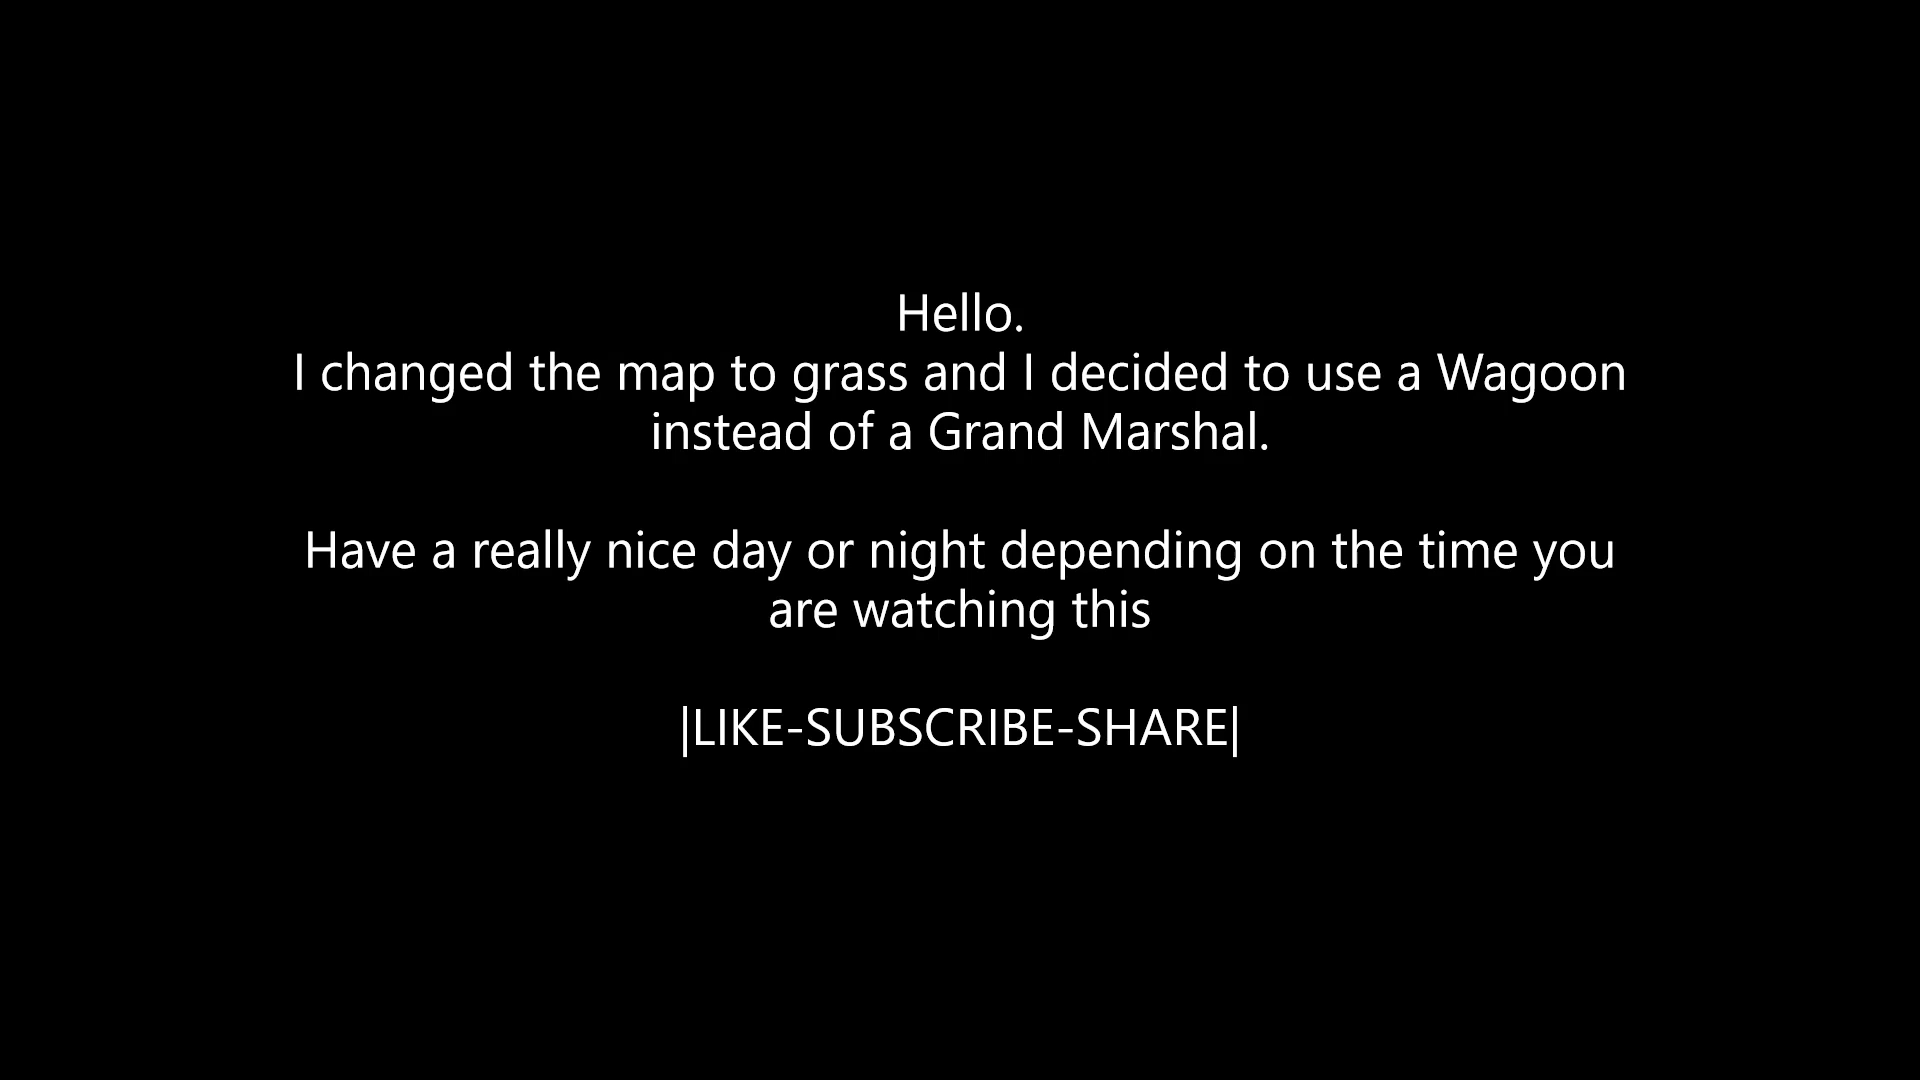 Hello.
I changed the map to grass and I decided to use a Wagoon
instead of a Grand Marshal.
Have a really nice day or night depending on the time you
are watching this
|LIKE-SUBSCRIBE-SHARE|